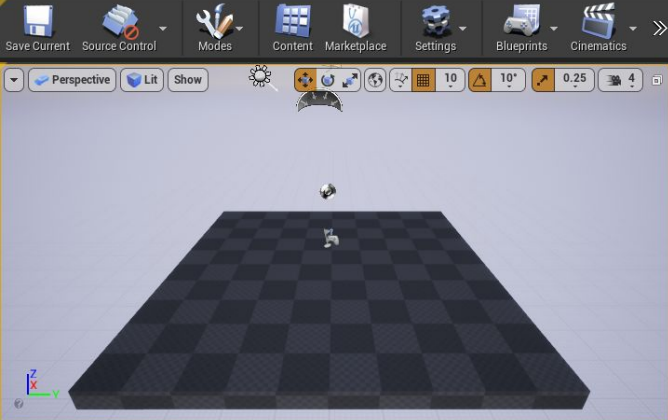 Save Current
Source Control
Modes
Content
Marketplace
Settings
Blueprints
Cinematics
Perspective
Lit
Show
10
10°
0.25
4
Z
X
Y